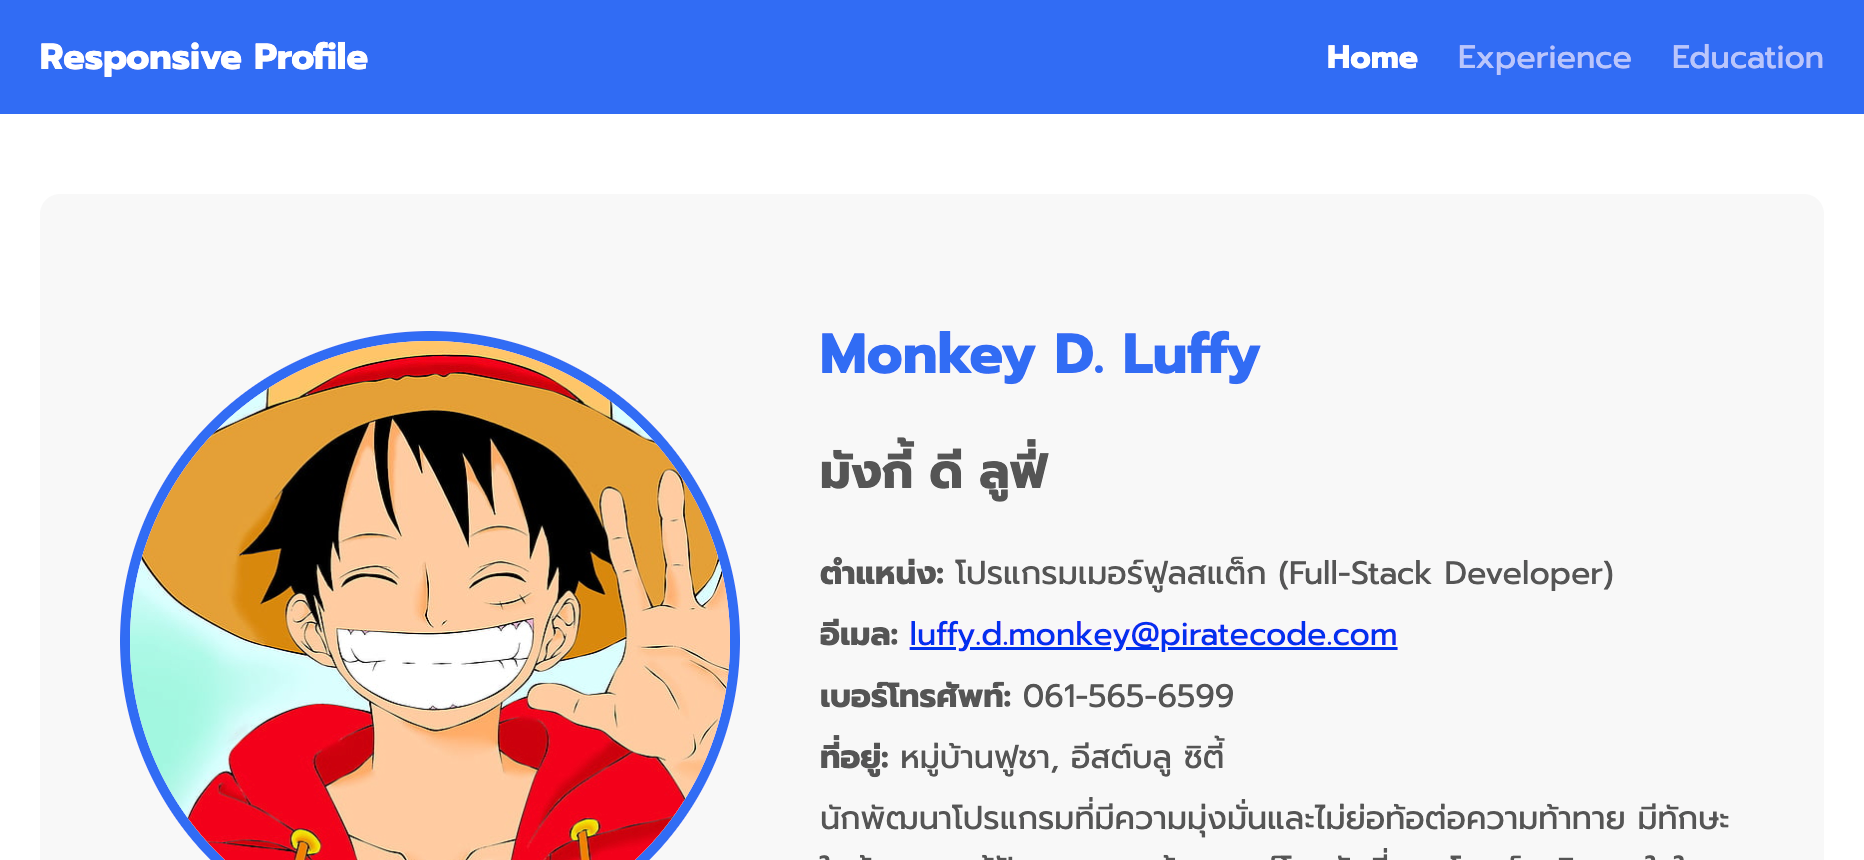 Responsive Profile
Home Experience Education
Monkey D. Luffy
มังกี้ ดี ลูฟี่
ตำแหน่ง: โปรแกรมเมอร์ฟูลสแต็ก (Full-Stack Developer)
อีเมล: luffy.d.monkey@piratecode.com
เบอร์โทรศัพท์: 061-565-6599
ที่อยู่: หมู่บ้านฟูชา, อีสต์บลู ซิตี้
นักพัฒนาโปรแกรมที่มีความมุ่งมั่นและไม่ย่อท้อต่อความท้าทาย มีทักษะ